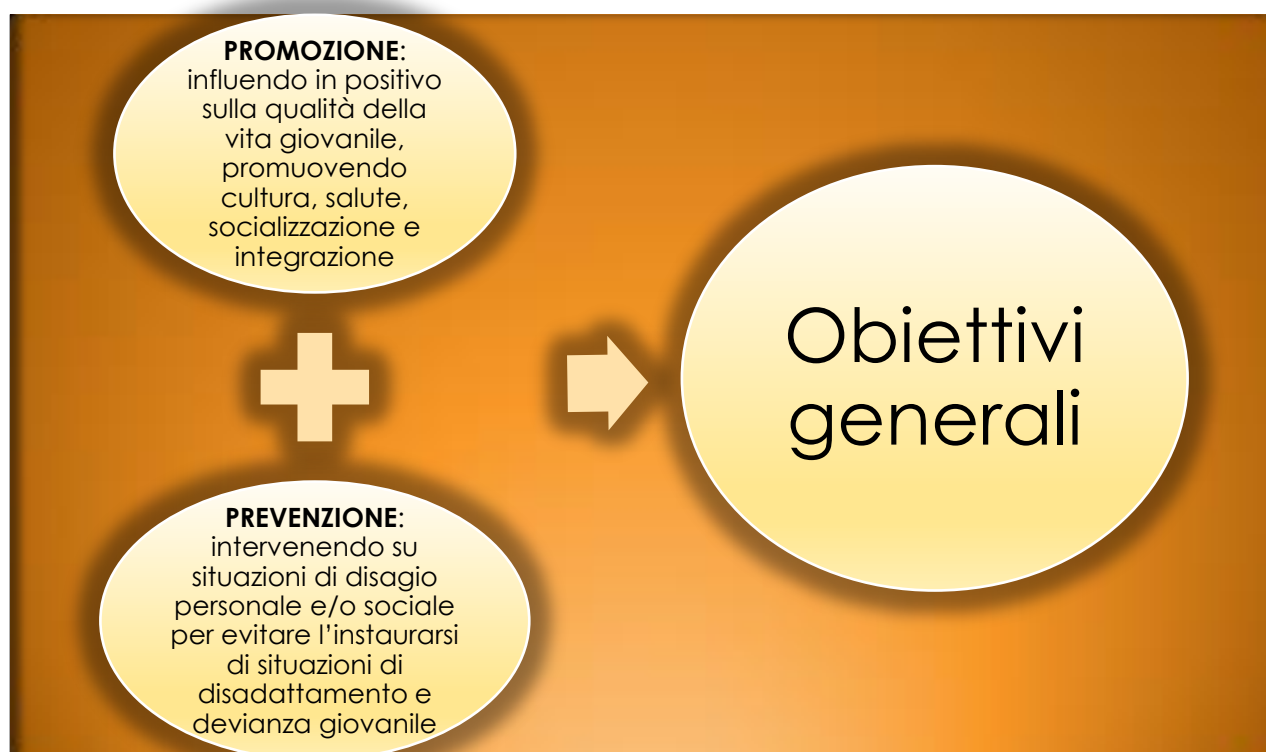 PROMOZIONE:
influendo in positivo
sulla qualità della
vita giovanile,
promuovendo
cultura, salute,
socializzazione e
integrazione
PREVENZIONE:
intervenendo su
situazioni di disagio
personale e/o sociale
per evitare l’instaurarsi
di situazioni di
disadattamento e
devianza giovanile
Obiettivi
generali